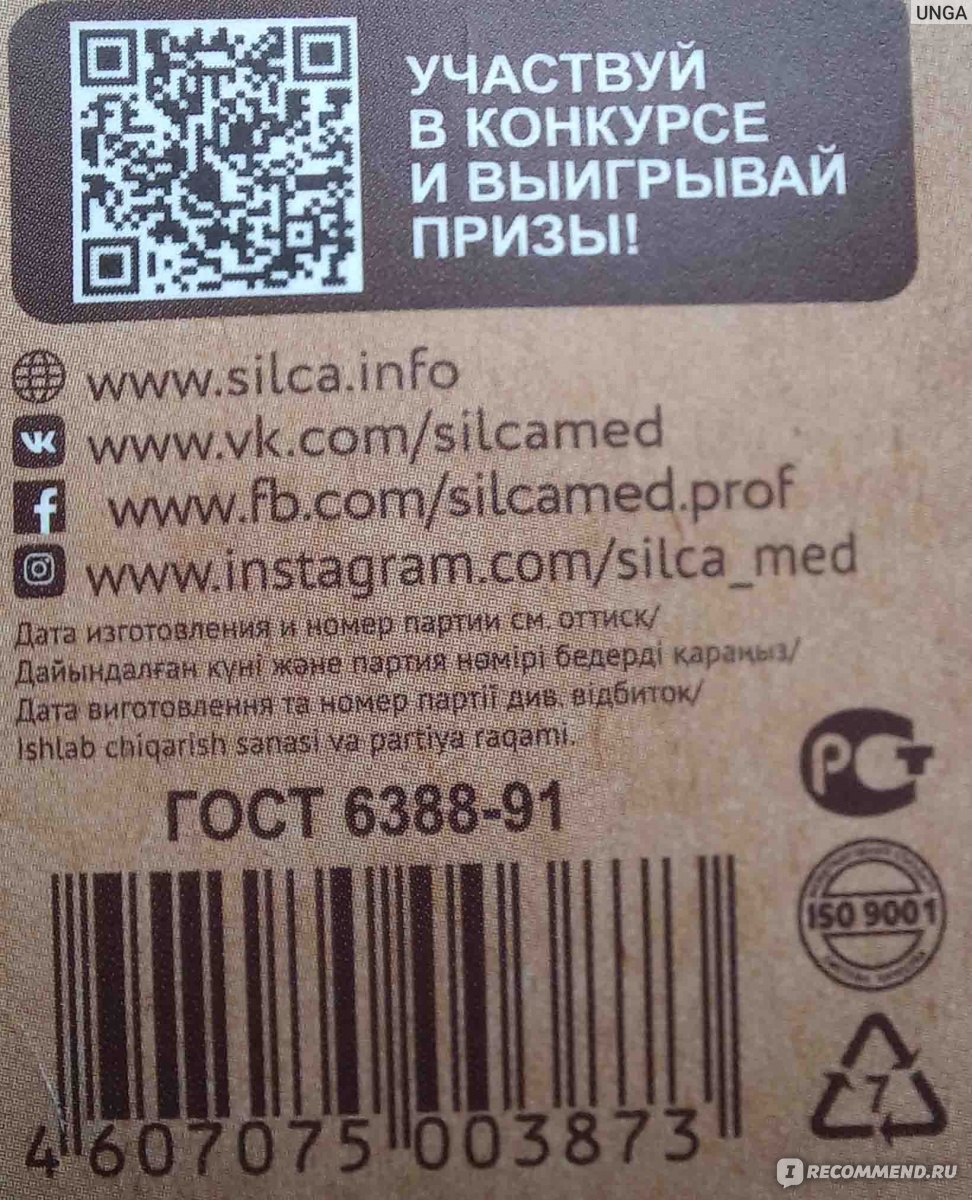 UNGA
УЧАСТВУЙ
В КОНКУРСЕ
И ВЫИГРЫВАЙ
ПРИЗЫ!
www.silca.info
www.vk.com/silcamed
www.fb.com/silcamed.prof
www.instagram.com/silca_med
Дата изготовления и номер партии см. оттиск/
Дайындалған күні және партия нөмірі бедерді қараңыз/
Дата виготовлення та номер партії див. відбиток/
Ishlab chiqarish sanasi va partiya raqami.
РСТ
ГОСТ 6388-91
ISO 9001
7
4 607075 003873
IRECOMMEND.RU